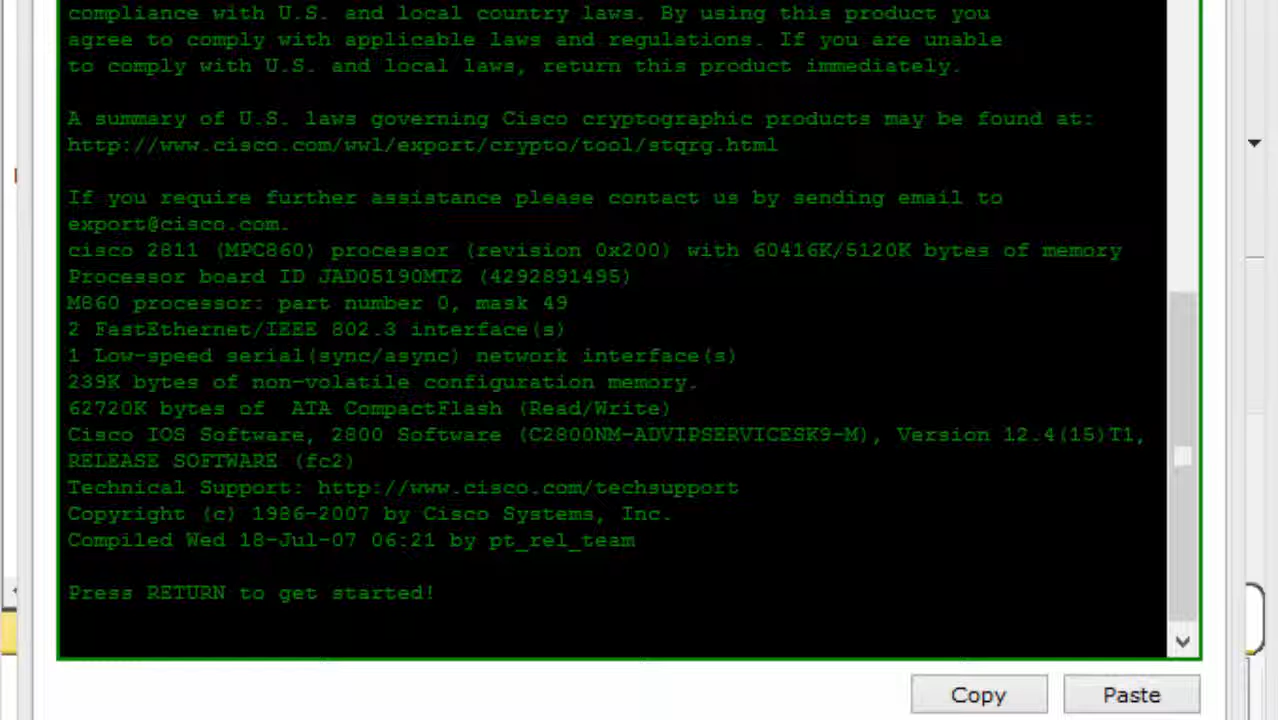 compliance with U.S. and local country laws. By using this product you
agree to comply with applicable laws and regulations. If you are unable
to comply with U.S. and local laws, return this product immediately.
A summary of U.S. laws governing Cisco cryptographic products may be found at:
http://www.cisco.com/wwl/export/crypto/tool/stqrg.html
If you require further assistance please contact us by sending email to
export@cisco.com.
cisco 2811 (MPC860) processor (revision 0x200) with 60416K/5120K bytes of memory
Processor board ID JAD05190MTZ (4292891495)
M860 processor: part number 0, mask 49
2 FastEthernet/IEEE 802.3 interface(s)
1 Low-speed serial(sync/async) network interface(s)
239K bytes of non-volatile configuration memory.
62720K bytes of  ATA CompactFlash (Read/Write)
Cisco IOS Software, 2800 Software (C2800NM-ADVIPSERVICESK9-M), Version 12.4(15)T1,
RELEASE SOFTWARE (fc2)
Technical Support: http://www.cisco.com/techsupport
Copyright (c) 1986-2007 by Cisco Systems, Inc.
Compiled Wed 18-Jul-07 06:21 by pt_rel_team
Press RETURN to get started!
Copy Paste